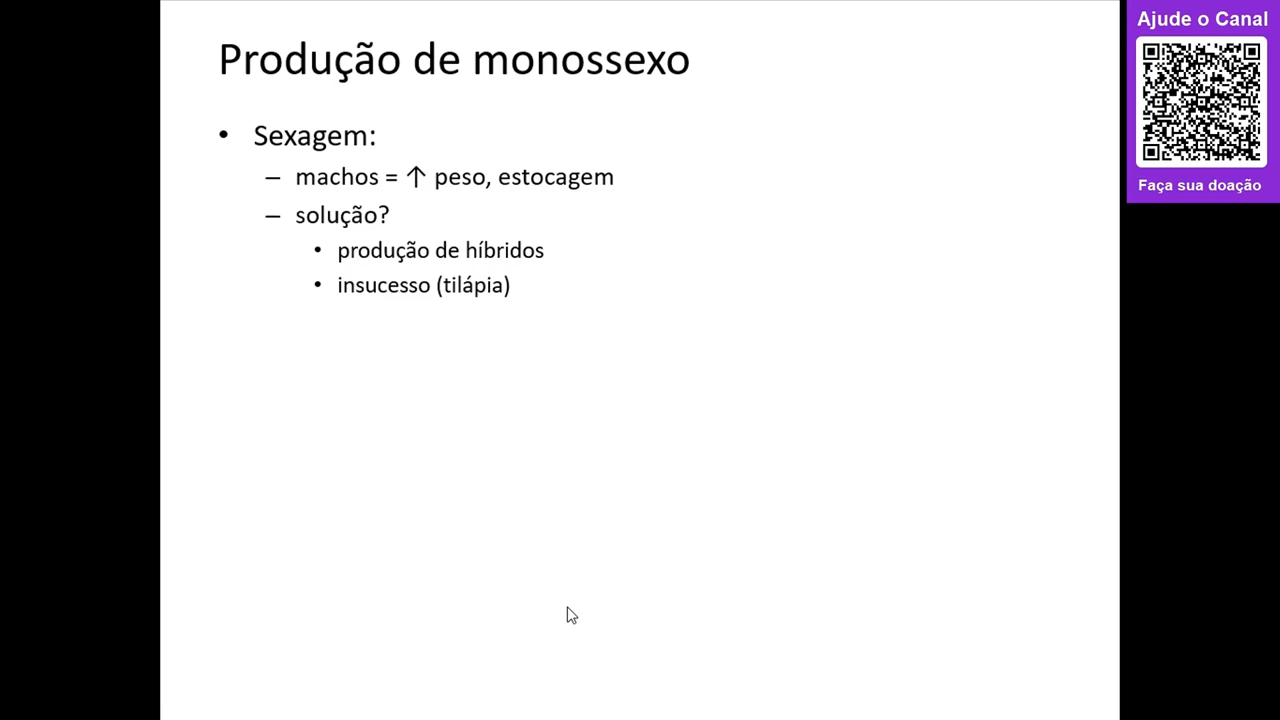 Produção de monossexo
• Sexagem:
– machos = ↑ peso, estocagem
– solução?
• produção de híbridos
• insucesso (tilápia)
Ajude o Canal
Faça sua doação